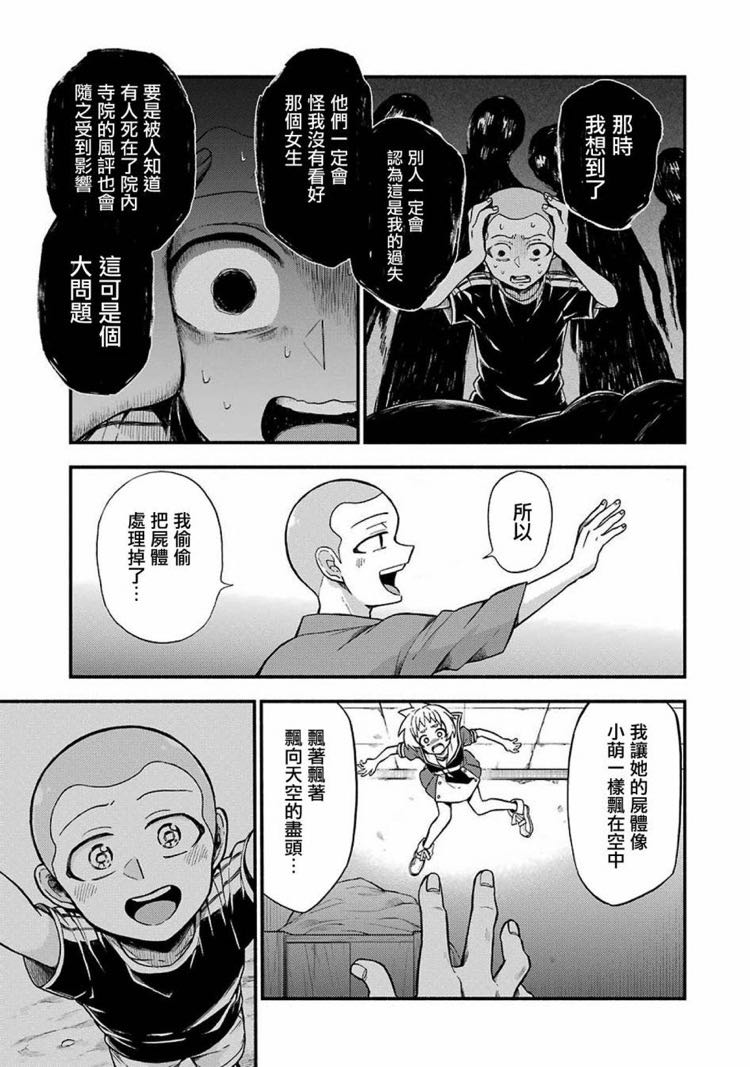 那時
我想到了
別人一定會
認為這是我的過失
他們一定會
怪我沒有看好
那個女生
要是被人知道
有人死在了院內
寺院的風評也會
隨之受到影響
這可是個
大問題
所以
我偷偷
把屍體
處理掉了…
我讓她的屍體像
小萌一樣飄在空中
飄著飄著
飄向天空的盡頭…